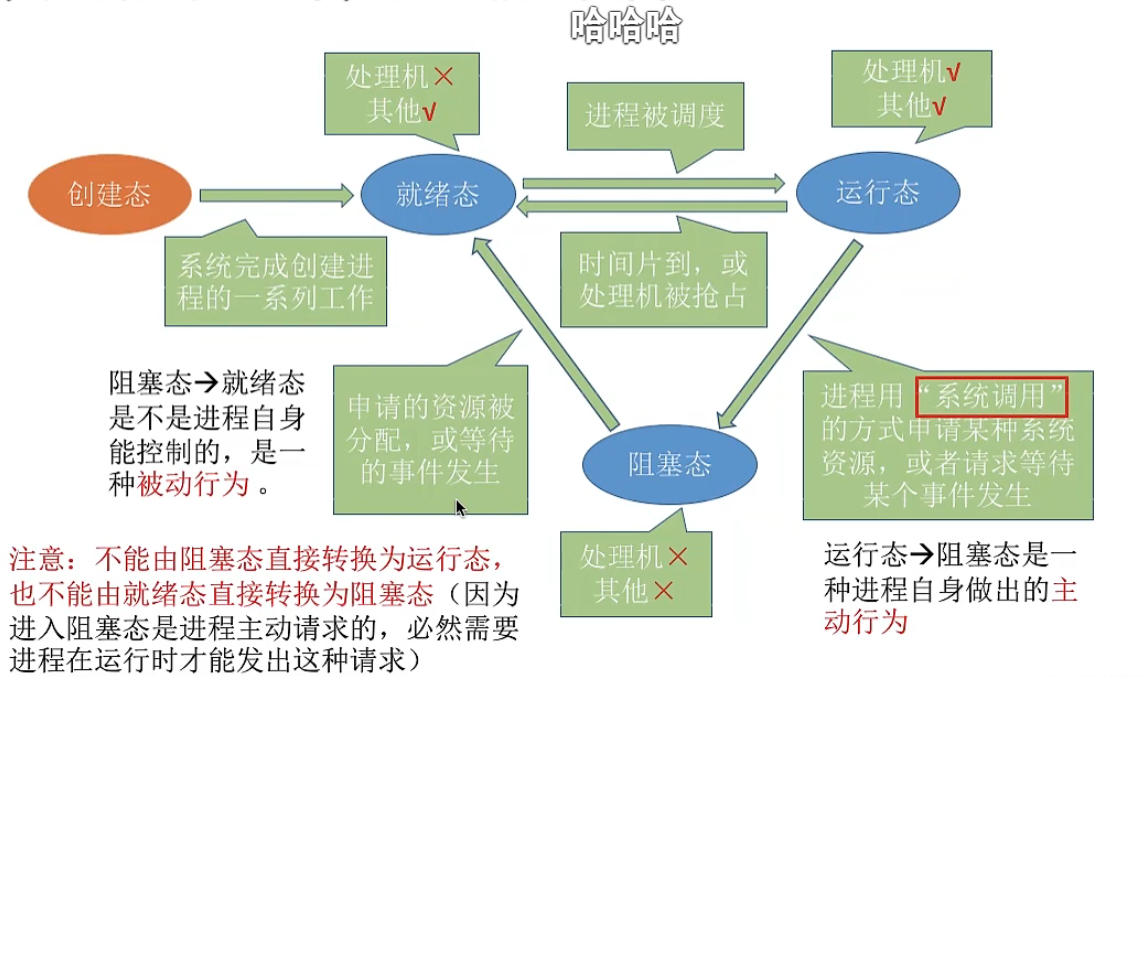 哈哈哈
处理机×
其他√
进程被调度
处理机√
其他√
创建态
就绪态
运行态
系统完成创建进
程的一系列工作
时间片到，或
处理机被抢占
阻塞态→就绪态
是不是进程自身
能控制的，是一
种被动行为 。
申请的资源被
分配，或等待
的事件发生
进程用“系统调用”
的方式申请某种系统
资源，或者请求等待
某个事件发生
阻塞态
处理机×
其他×
运行态→阻塞态是一
种进程自身做出的主
动行为
注意：不能由阻塞态直接转换为运行态，
也不能由就绪态直接转换为阻塞态（因为
进入阻塞态是进程主动请求的，必然需要
进程在运行时才能发出这种请求）